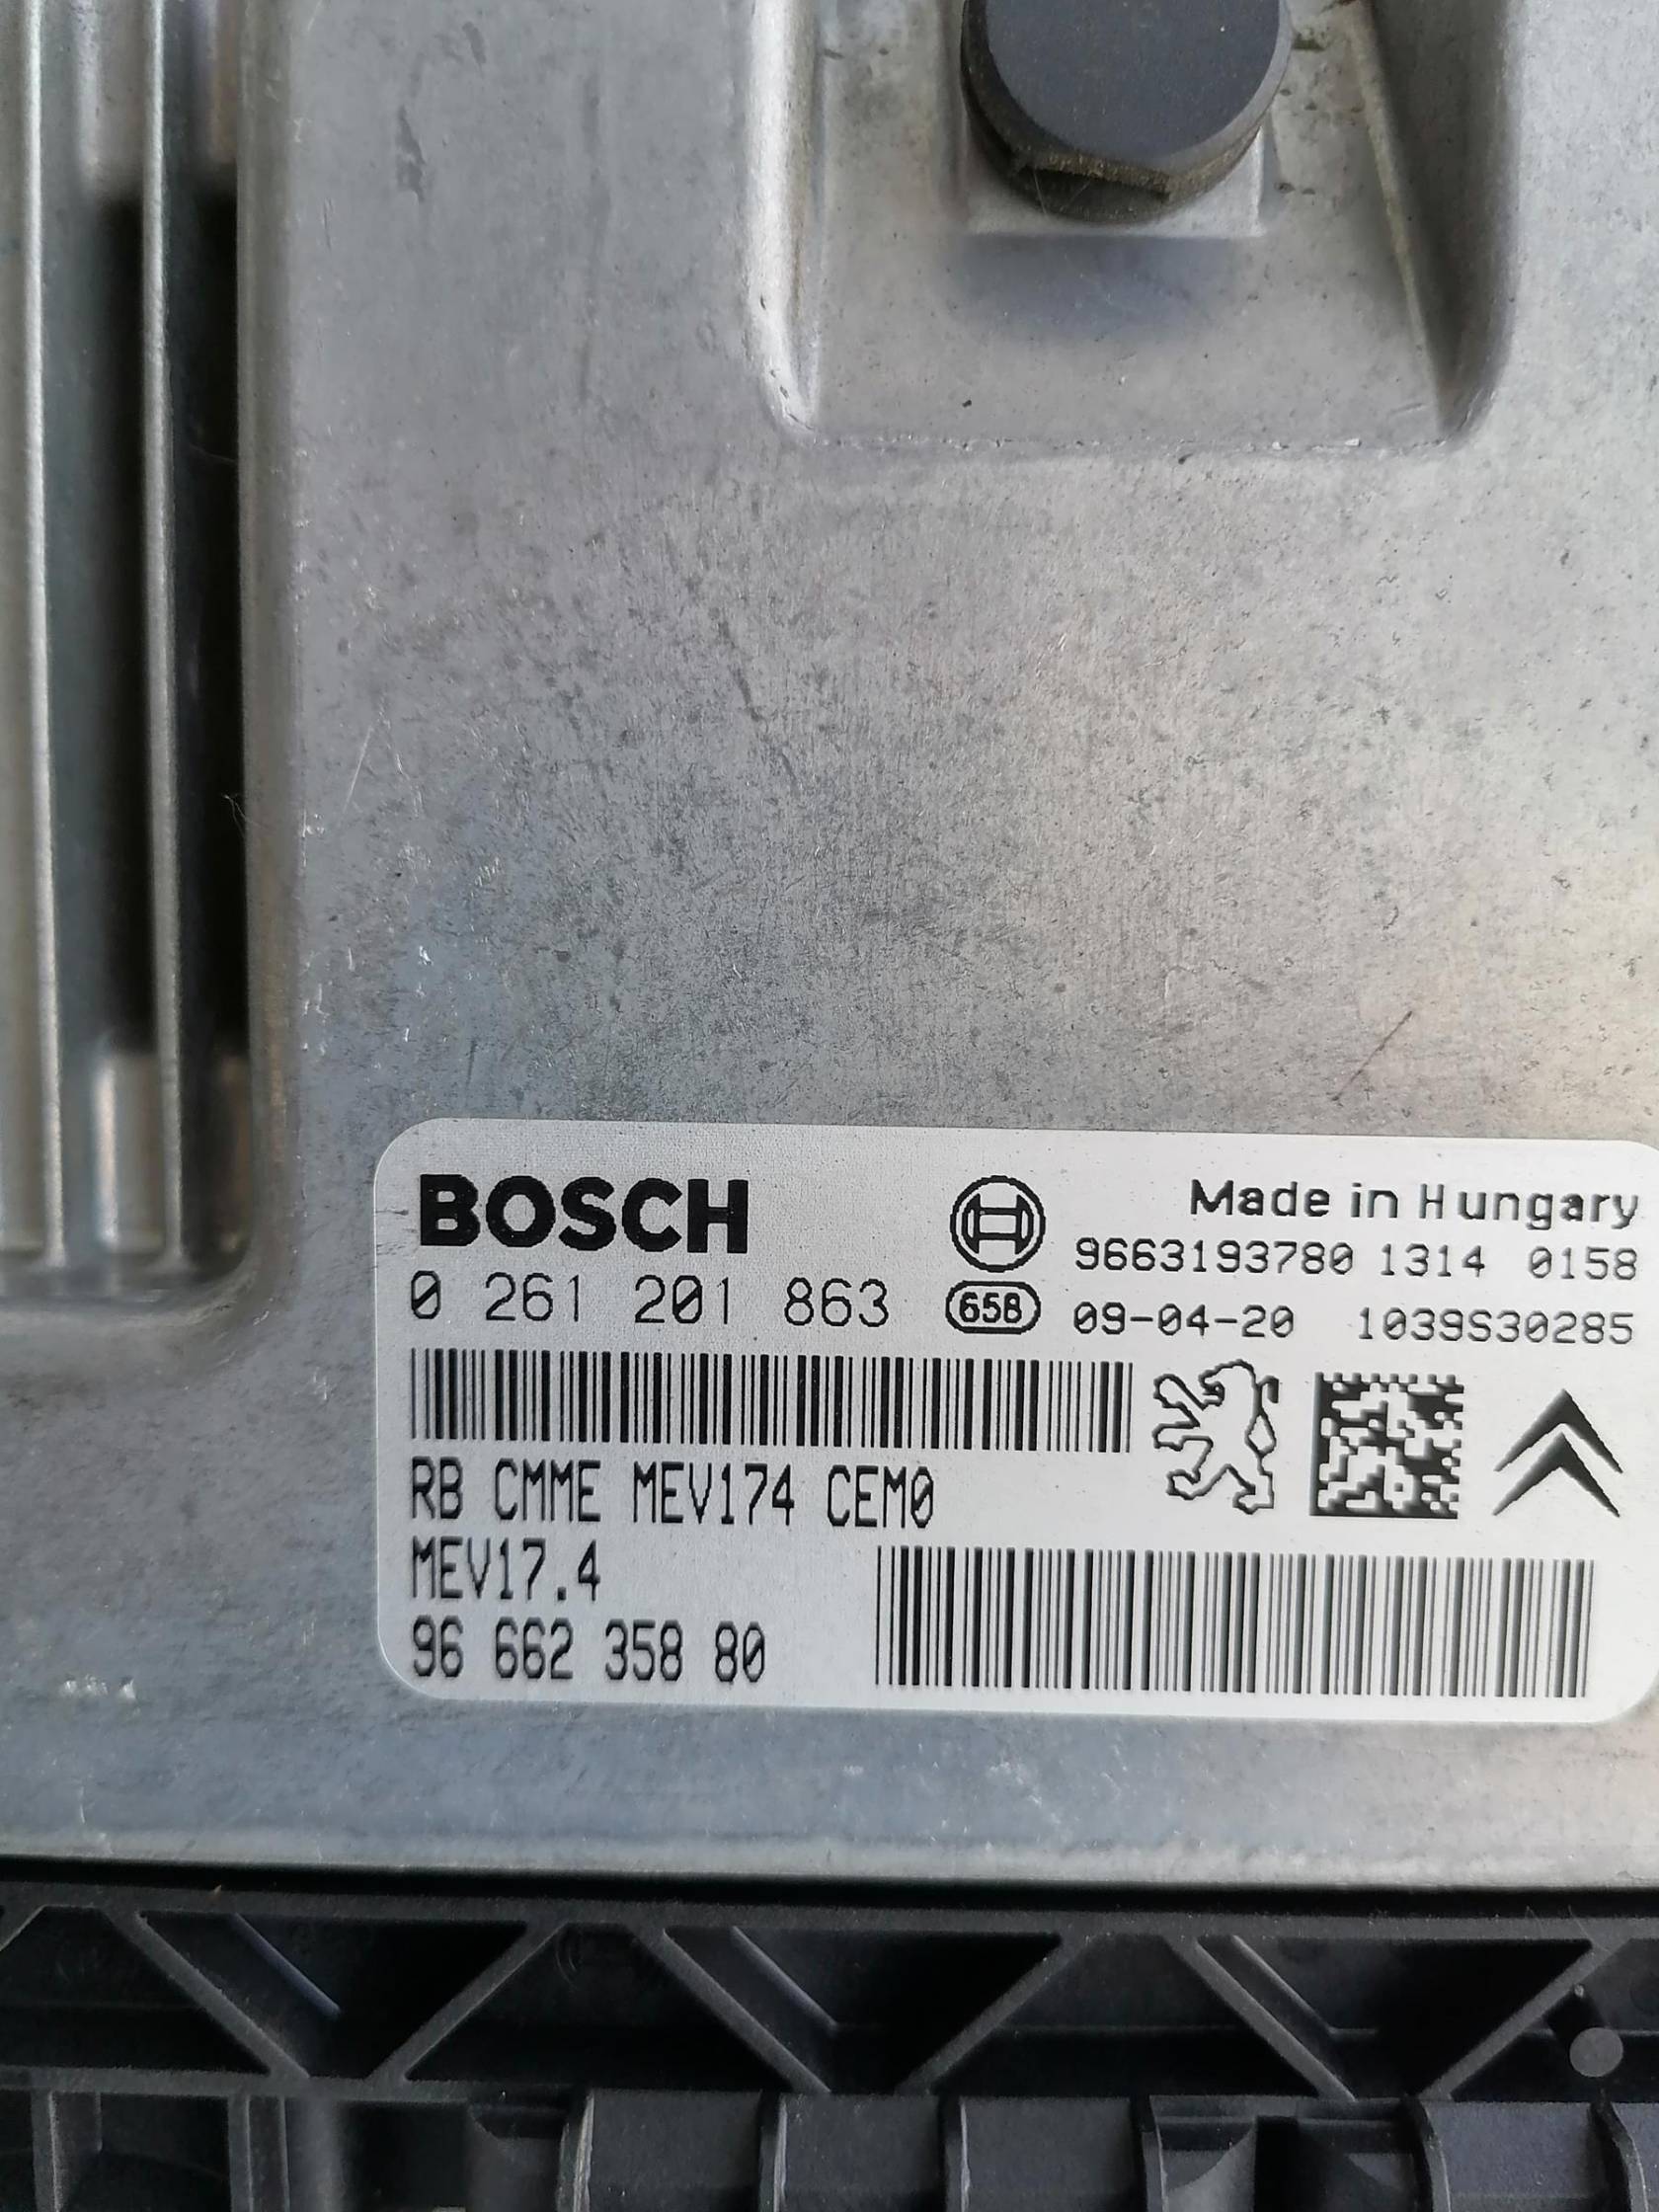 BOSCH
Made in Hungary
9663193780 1314 0158
0 261 201 863
658
09-04-20 1039S30285
RB CMME MEV174 CEM0
MEV17.4
96 662 358 80